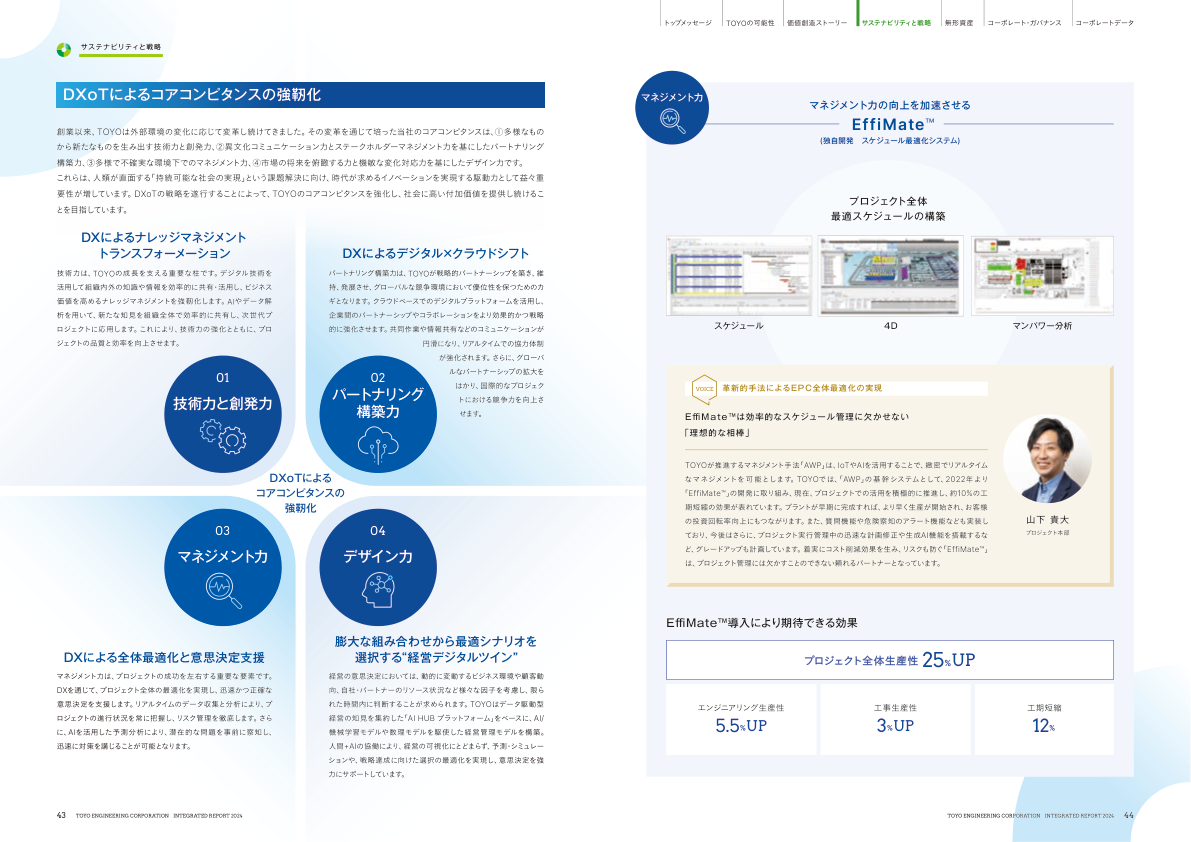 トップメッセージ
TOYOの可能性
価値創造ストーリー
サステナビリティと戦略
無形資産
コーポレート・ガバナンス
コーポレートデータ
サステナビリティと戦略
DXoTによるコアコンピタンスの強靭化
創業以来、TOYOは外部環境の変化に応じて変革し続けてきました。その変革を通じて培った当社のコアコンピタンスは、①多様なもの
から新たなものを生み出す技術力と創発力、②異文化コミュニケーション力とステークホルダーマネジメント力を基にしたパートナリング
構築力、③多様で不確実な環境下でのマネジメント力、④市場の将来を俯瞰する力と機敏な変化対応力を基にしたデザイン力です。
これらは、人類が直面する「持続可能な社会の実現」という課題解決に向け、時代が求めるイノベーションを実現する駆動力として益々重
要性が増しています。DXoTの戦略を遂行することによって、TOYOのコアコンピタンスを強化し、社会に高い付加価値を提供し続けるこ
とを目指しています。
DXによるナレッジマネジメント
トランスフォーメーション
技術力は、TOYOの成長を支える重要な柱です。デジタル技術を
活用して組織内外の知識や情報を効率的に共有・活用し、ビジネス
価値を高めるナレッジマネジメントを強靭化します。AIやデータ解
析を用いて、新たな知見を組織全体で効率的に共有し、次世代プ
ロジェクトに応用します。これにより、技術力の強化とともに、プロ
ジェクトの品質と効率を向上させます。
DXによるデジタル×クラウドシフト
パートナリング構築力は、TOYOが戦略的パートナーシップを築き、維
持、発展させ、グローバルな競争環境において優位性を保つためのカ
ギとなります。クラウドベースでのデジタルプラットフォームを活用し、
企業間のパートナーシップやコラボレーションをより効果的かつ戦略
的に強化させます。共同作業や情報共有などのコミュニケーションが
円滑になり、リアルタイムでの協力体制
が強化されます。さらに、グローバ
ルなパートナーシップの拡大を
はかり、国際的なプロジェク
トにおける競争力を向上さ
せます。
01
技術力と創発力
02
パートナリング
構築力
DXoTによる
コアコンピタンスの
強靭化
03
マネジメント力
04
デザイン力
DXによる全体最適化と意思決定支援
マネジメント力は、プロジェクトの成功を左右する重要な要素です。
DXを通じて、プロジェクト全体の最適化を実現し、迅速かつ正確な
意思決定を支援します。リアルタイムのデータ収集と分析により、プ
ロジェクトの進行状況を常に把握し、リスク管理を徹底します。さら
に、AIを活用した予測分析により、潜在的な問題を事前に察知し、
迅速に対策を講じることが可能となります。
膨大な組み合わせから最適シナリオを
選択する“経営デジタルツイン”
経営の意思決定においては、動的に変動するビジネス環境や顧客動
向、自社・パートナーのリソース状況など様々な因子を考慮し、限ら
れた時間内に判断することが求められます。TOYOはデータ駆動型
経営の知見を集約した「AI HUB プラットフォーム」をベースに、AI/
機械学習モデルや数理モデルを駆使した経営管理モデルを構築。
人間+AIの協働により、経営の可視化にとどまらず、予測・シミュレー
ションや、戦略達成に向けた選択の最適化を実現し、意思決定を強
力にサポートしています。
43 TOYO ENGINEERING CORPORATION INTEGRATED REPORT 2024
マネジメント力
マネジメント力の向上を加速させる
EffiMate™
(独自開発　スケジュール最適化システム)
プロジェクト全体
最適スケジュールの構築
スケジュール
4D
マンパワー分析
VOICE
革新的手法によるEPC全体最適化の実現
EffiMate™は効率的なスケジュール管理に欠かせない
「理想的な相棒」
TOYOが推進するマネジメント手法「AWP」は、IoTやAIを活用することで、緻密でリアルタイム
なマネジメントを可能とします。TOYOでは、「AWP」の基幹システムとして、2022年より
「EffiMate™」の開発に取り組み、現在、プロジェクトでの活用を積極的に推進し、約10%の工
期短縮の効果が表れています。プラントが早期に完成すれば、より早く生産が開始され、お客様
の投資回転率向上にもつながります。また、質問機能や危険察知のアラート機能なども実装し
ており、今後はさらに、プロジェクト実行管理中の迅速な計画修正や生成AI機能を搭載するな
ど、グレードアップも計画しています。着実にコスト削減効果を生み、リスクも防ぐ「EffiMate™」
は、プロジェクト管理には欠かすことのできない頼れるパートナーとなっています。
山下 貴大
プロジェクト本部
EffiMate™導入により期待できる効果
プロジェクト全体生産性 25%UP
エンジニアリング生産性
5.5%UP
工事生産性
3%UP
工期短縮
12%
TOYO ENGINEERING CORPORATION INTEGRATED REPORT 2024 44